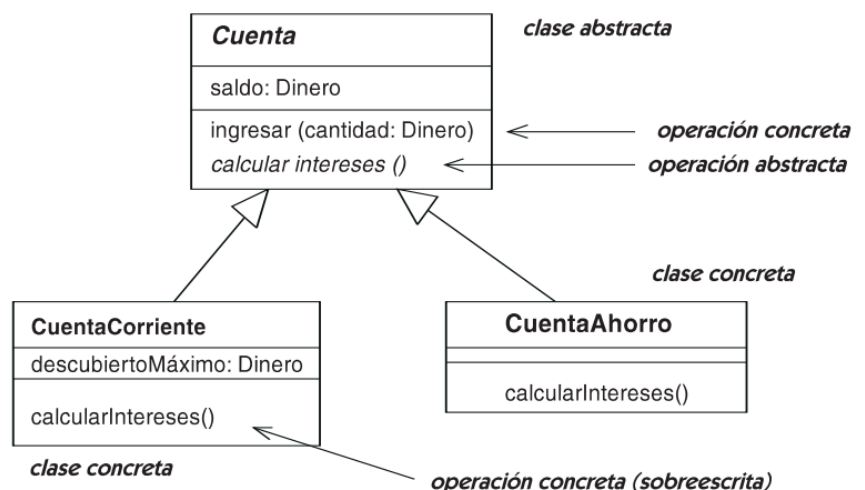 Cuenta
clase abstracta
saldo: Dinero
ingresar (cantidad: Dinero)
operación concreta
calcular intereses ()
operación abstracta
clase concreta
CuentaCorriente
CuentaAhorro
descubiertoMáximo: Dinero
calcularIntereses()
calcularIntereses()
clase concreta
operación concreta (sobreescrita)